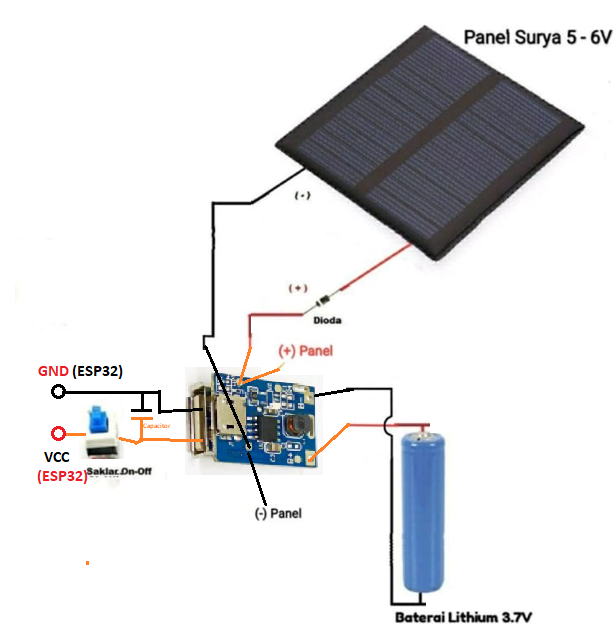 Panel Surya 5 - 6V
(-)
(+)
Dioda
(+) Panel
GND (ESP32)
Capacitor
VCC
(ESP32)
Saklar On-Off
(-) Panel
Baterai Lithium 3.7V